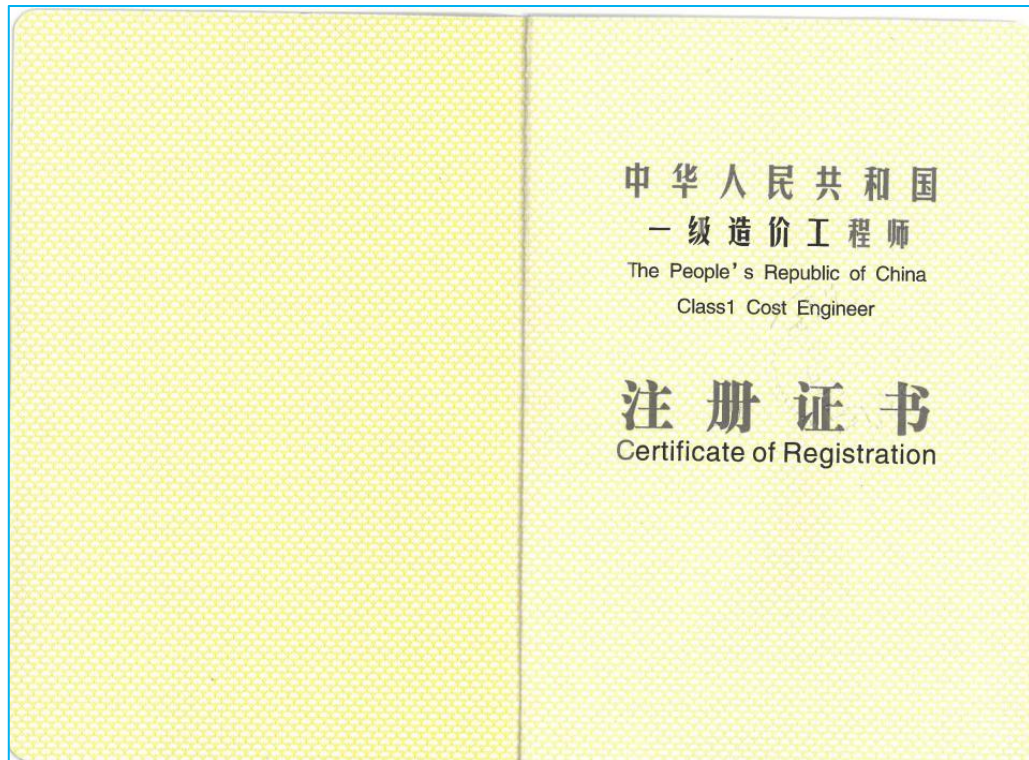 中华人民共和国
一级造价工程师
The People's Republic of China
Class1 Cost Engineer
注册证书
Certificate of Registration